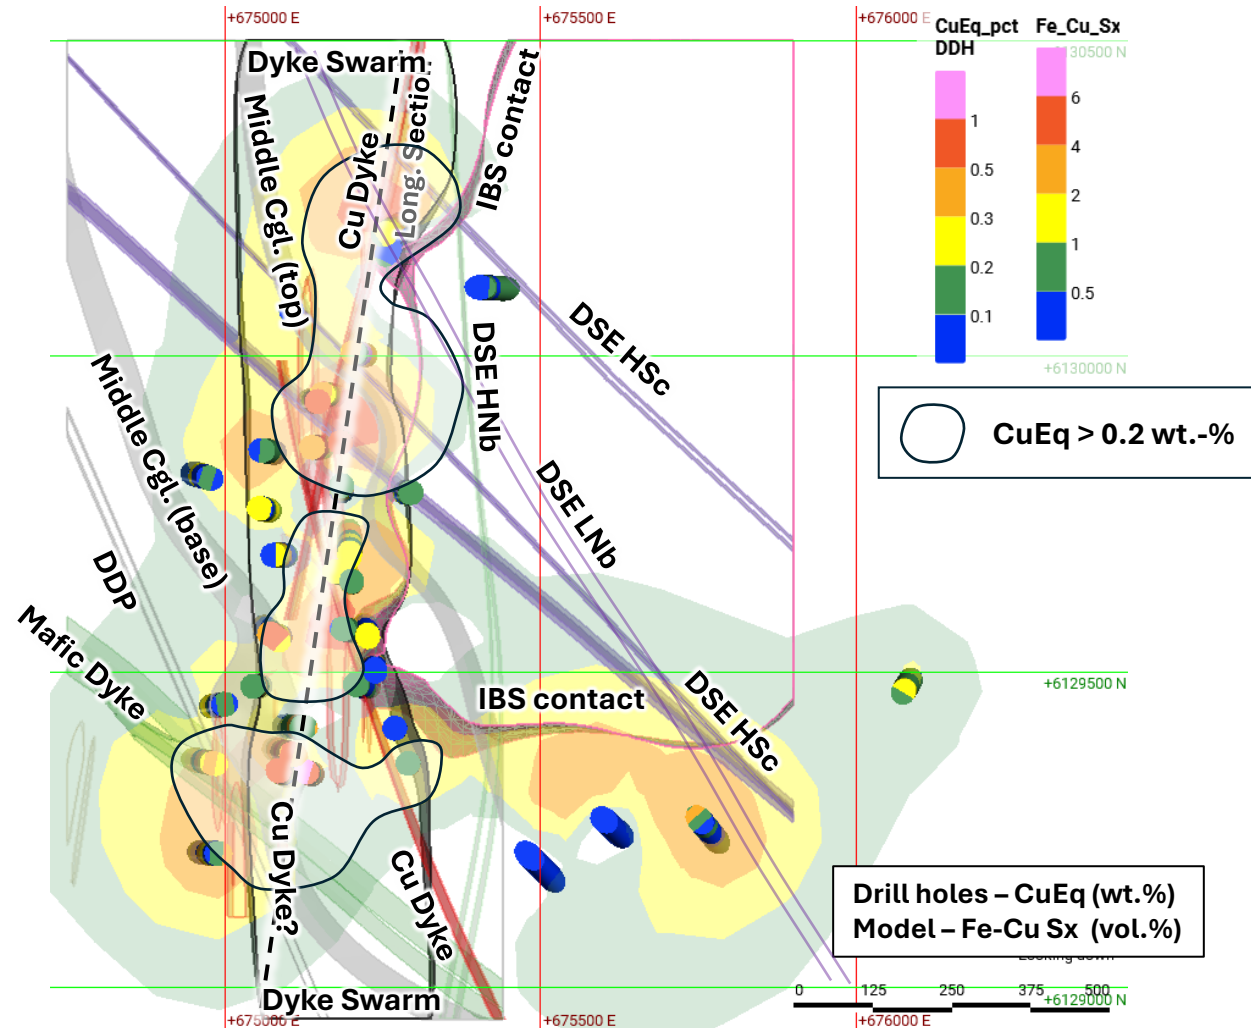 +675000 E
+675500 E
+676000 E
CuEq_pct
DDH
Fe_Cu_Sx
+6130500 N
1
0.5
0.3
0.2
0.1
6
4
2
1
0.5
Dyke Swarm
Middle Cgl. (top)
Cu Dyke
Long. Section
IBS contact
DSE HSc
DSE HNb
DSE LNb
+6130000 N
CuEq > 0.2 wt.-%
Middle Cgl. (base)
DDP
Mafic Dyke
IBS contact
DSE HSc
+6129500 N
Cu Dyke?
Cu Dyke
Drill holes – CuEq (wt.%)
Model – Fe-Cu Sx (vol.%)
Looking down
0 125 250 375 500
+6129000 N
Dyke Swarm
+675000 E
+675500 E
+676000 E